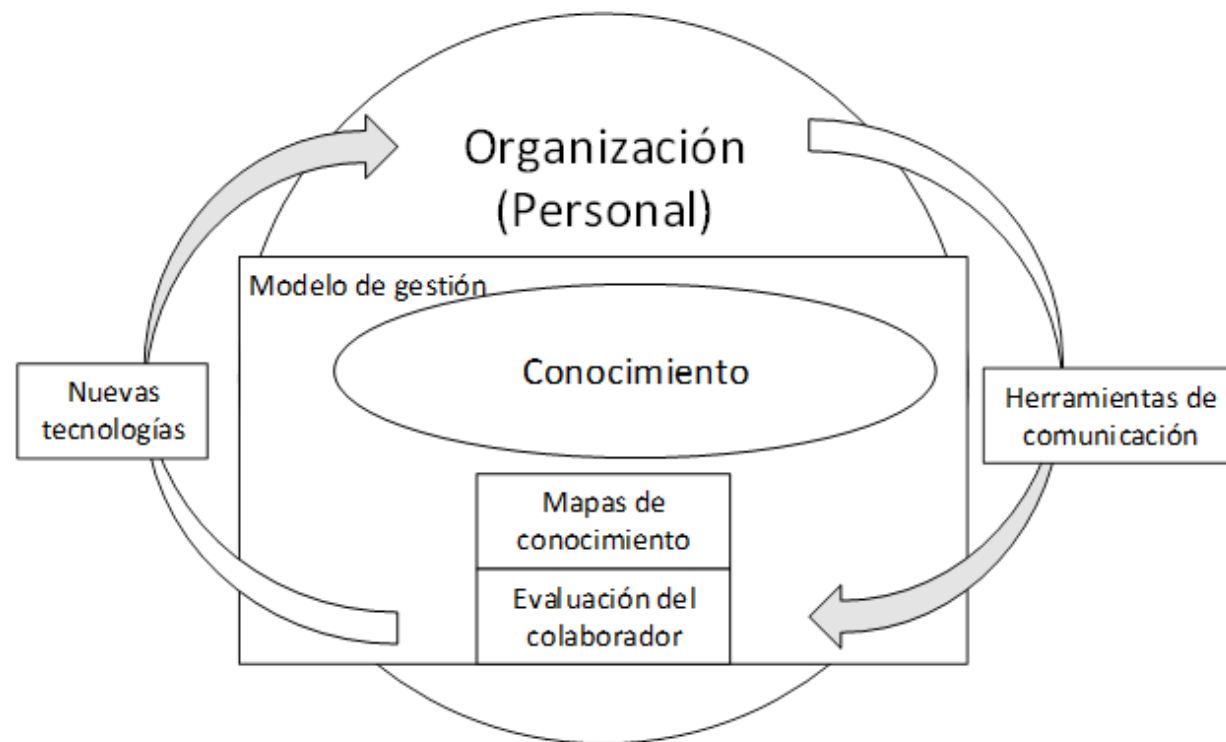 Organización
(Personal)
Modelo de gestión
Conocimiento
Nuevas
tecnologías
Herramientas de
comunicación
Mapas de
conocimiento
Evaluación del
colaborador